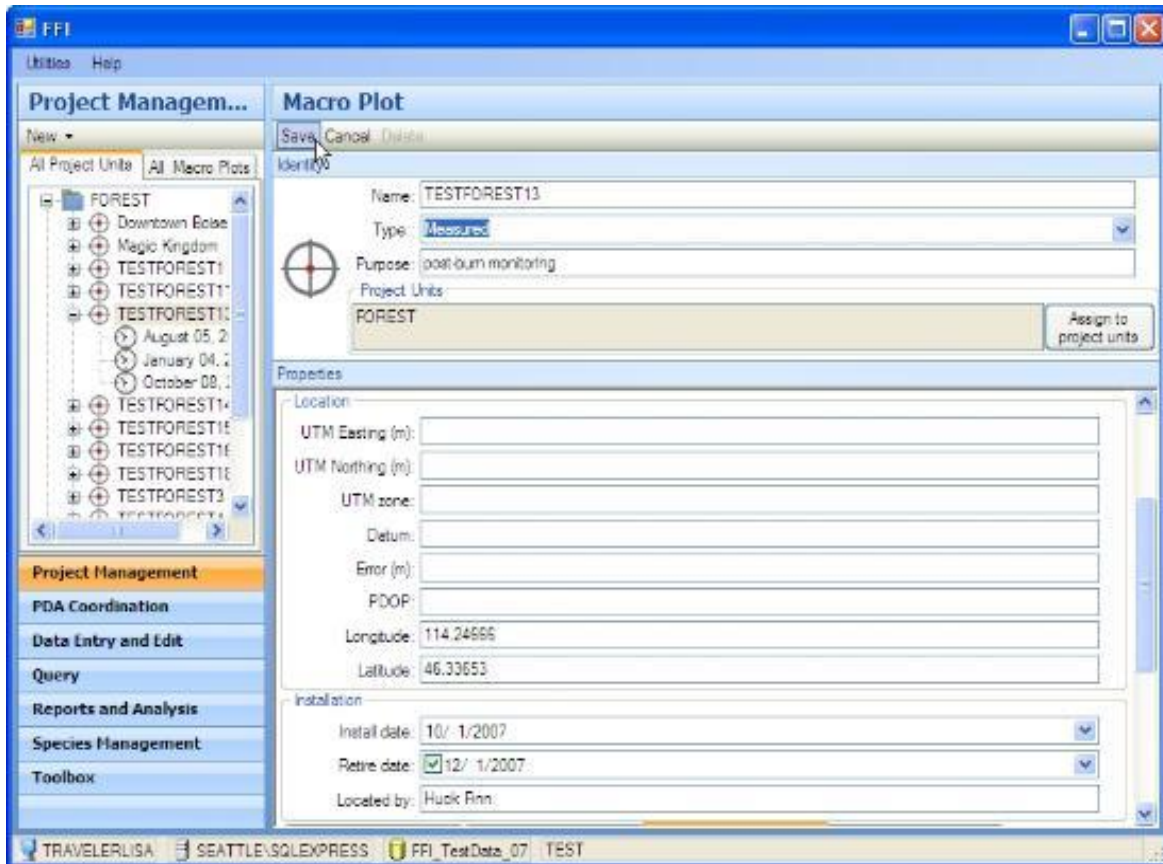 FFI
Utilities Help
Project Managem...
New
All Project Units All Macro Plots
FOREST
Downtown Boise
Magic Kingdom
TESTFOREST1
TESTFOREST1
TESTFOREST1
August 05, 2
January 04, 2
October 08,
TESTFOREST14
TESTFOREST15
TESTFOREST16
TESTFOREST18
TESTFOREST3
Project Management
PDA Coordination
Data Entry and Edit
Query
Reports and Analysis
Species Management
Toolbox
Macro Plot
Save Cancel Delete
Identity
Name: TESTFOREST13
Type: Measured
Purpose: post-burn monitoring
Project Units
FOREST
Assign to
project units
Properties
Location
UTM Easting (m):
UTM Northing (m):
UTM zone:
Datum:
Error (m):
PDOP:
Longitude: 114.24666
Latitude: 46.33653
Installation
Install date: 10/ 1/2007
Retire date: 12/ 1/2007
Located by: Huck Finn
TRAVELERLISA SEATTLE\SQLEXPRESS FFI_TestData_07 TEST